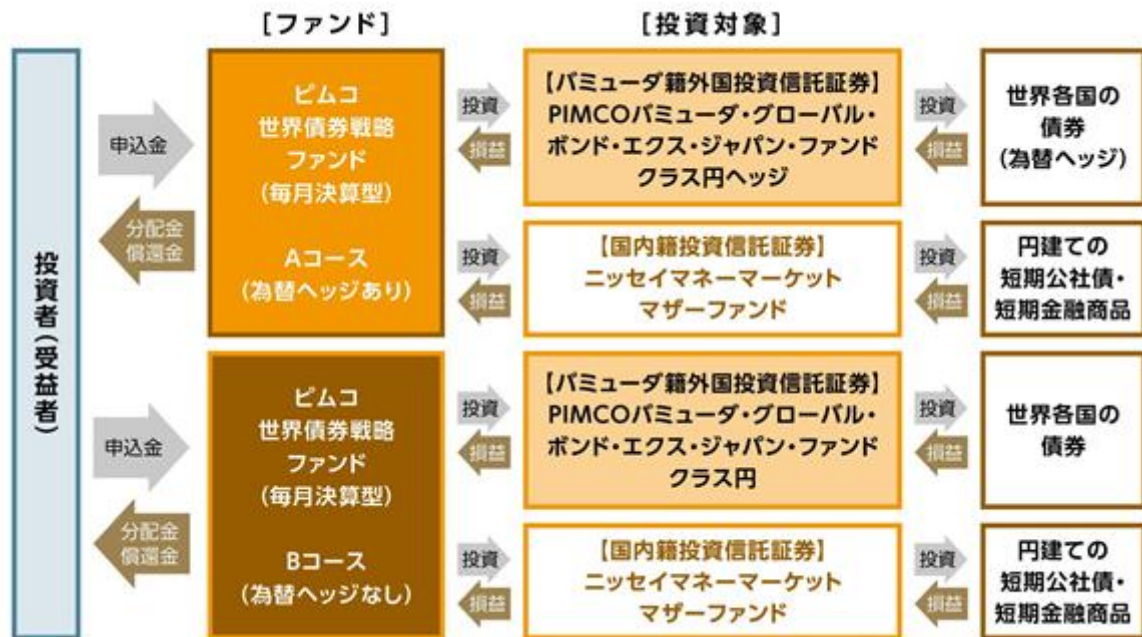 [ファンド]
[投資対象]
投資者(受益者)
申込金
分配金
償還金
ピムコ
世界債券戦略
ファンド
(毎月決算型)
Aコース
(為替ヘッジあり)
投資
損益
【バミューダ籍外国投資信託証券】
PIMCOバミューダ・グローバル・
ボンド・エクス・ジャパン・ファンド
クラス円ヘッジ
投資
損益
世界各国の
債券
(為替ヘッジ)
投資
損益
【国内籍投資信託証券】
ニッセイマネーマーケット
マザーファンド
投資
損益
円建ての
短期公社債・
短期金融商品
申込金
分配金
償還金
ピムコ
世界債券戦略
ファンド
(毎月決算型)
Bコース
(為替ヘッジなし)
投資
損益
【バミューダ籍外国投資信託証券】
PIMCOバミューダ・グローバル・
ボンド・エクス・ジャパン・ファンド
クラス円
投資
損益
世界各国の
債券
投資
損益
【国内籍投資信託証券】
ニッセイマネーマーケット
マザーファンド
投資
損益
円建ての
短期公社債・
短期金融商品